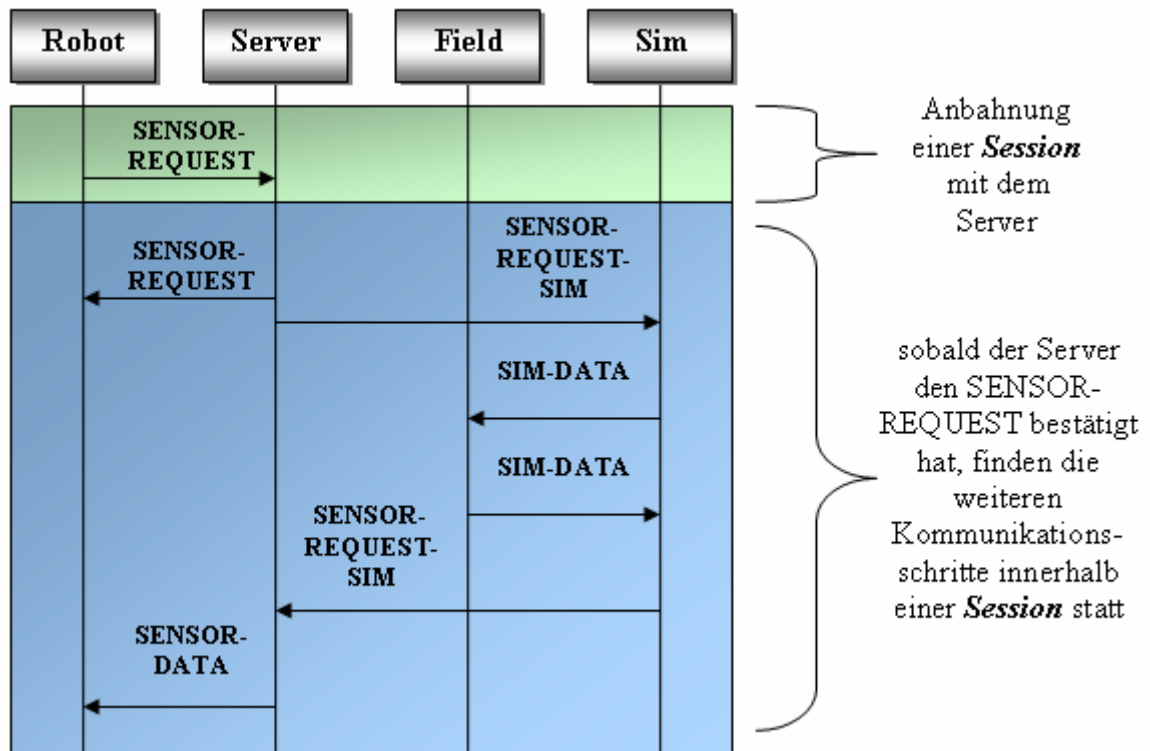 Robot Server Field Sim
SENSOR-
REQUEST
Anbahnung
einer Session
mit dem
Server
SENSOR-
REQUEST
SENSOR-
REQUEST-
SIM
SIM-DATA
SIM-DATA
SENSOR-
REQUEST-
SIM
SENSOR-
DATA
sobald der Server
den SENSOR-
REQUEST bestätigt
hat, finden die
weiteren
Kommunikations-
schritte innerhalb
einer Session statt